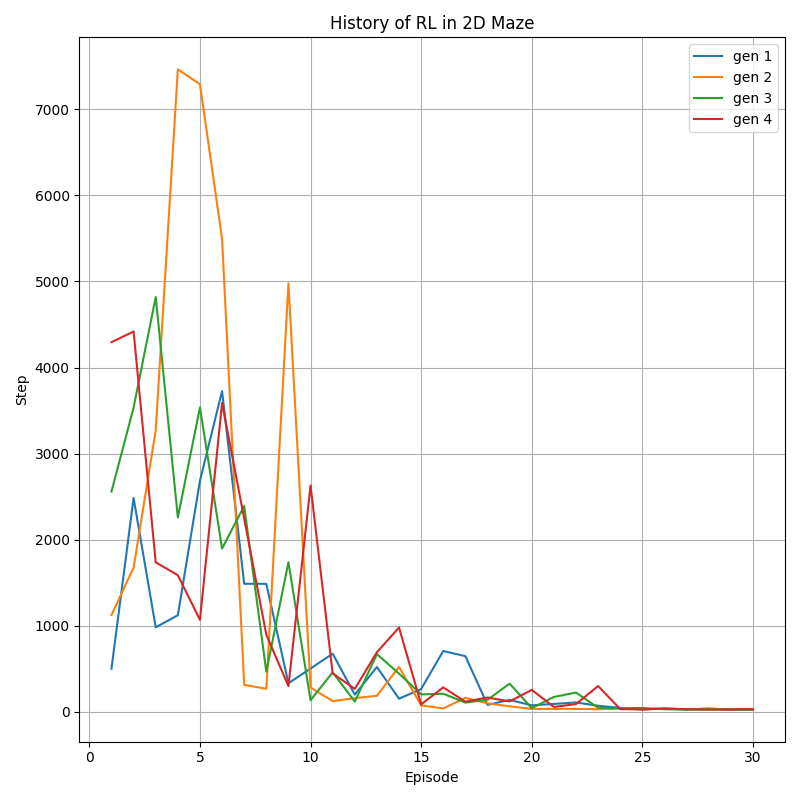 History of RL in 2D Maze
gen 1
gen 2
gen 3
gen 4
7000
6000
5000
4000
3000
2000
1000
0
Step
0 5 10 15 20 25 30
Episode